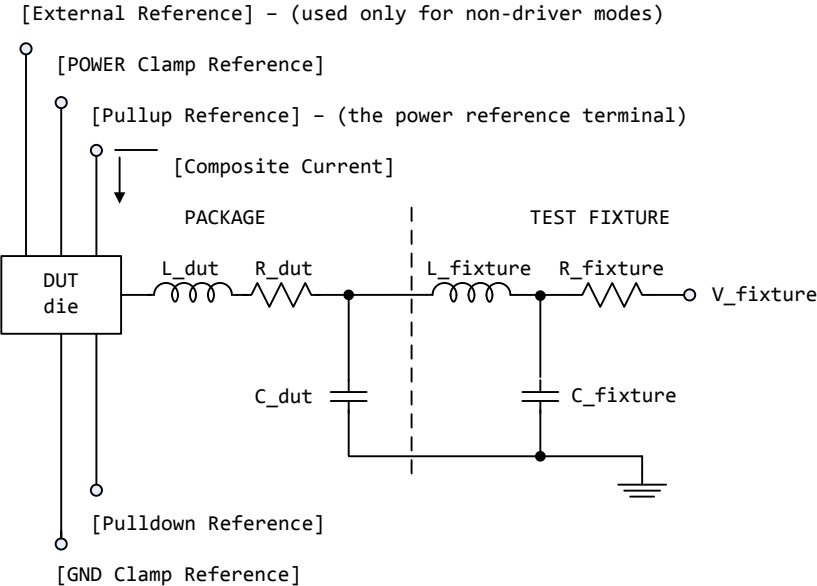 [External Reference] – (used only for non-driver modes)
[POWER Clamp Reference]
[Pullup Reference] – (the power reference terminal)
[Composite Current]
PACKAGE
TEST FIXTURE
L_dut
R_dut
L_fixture
R_fixture
DUT
die
V_fixture
C_dut
C_fixture
[Pulldown Reference]
[GND Clamp Reference]